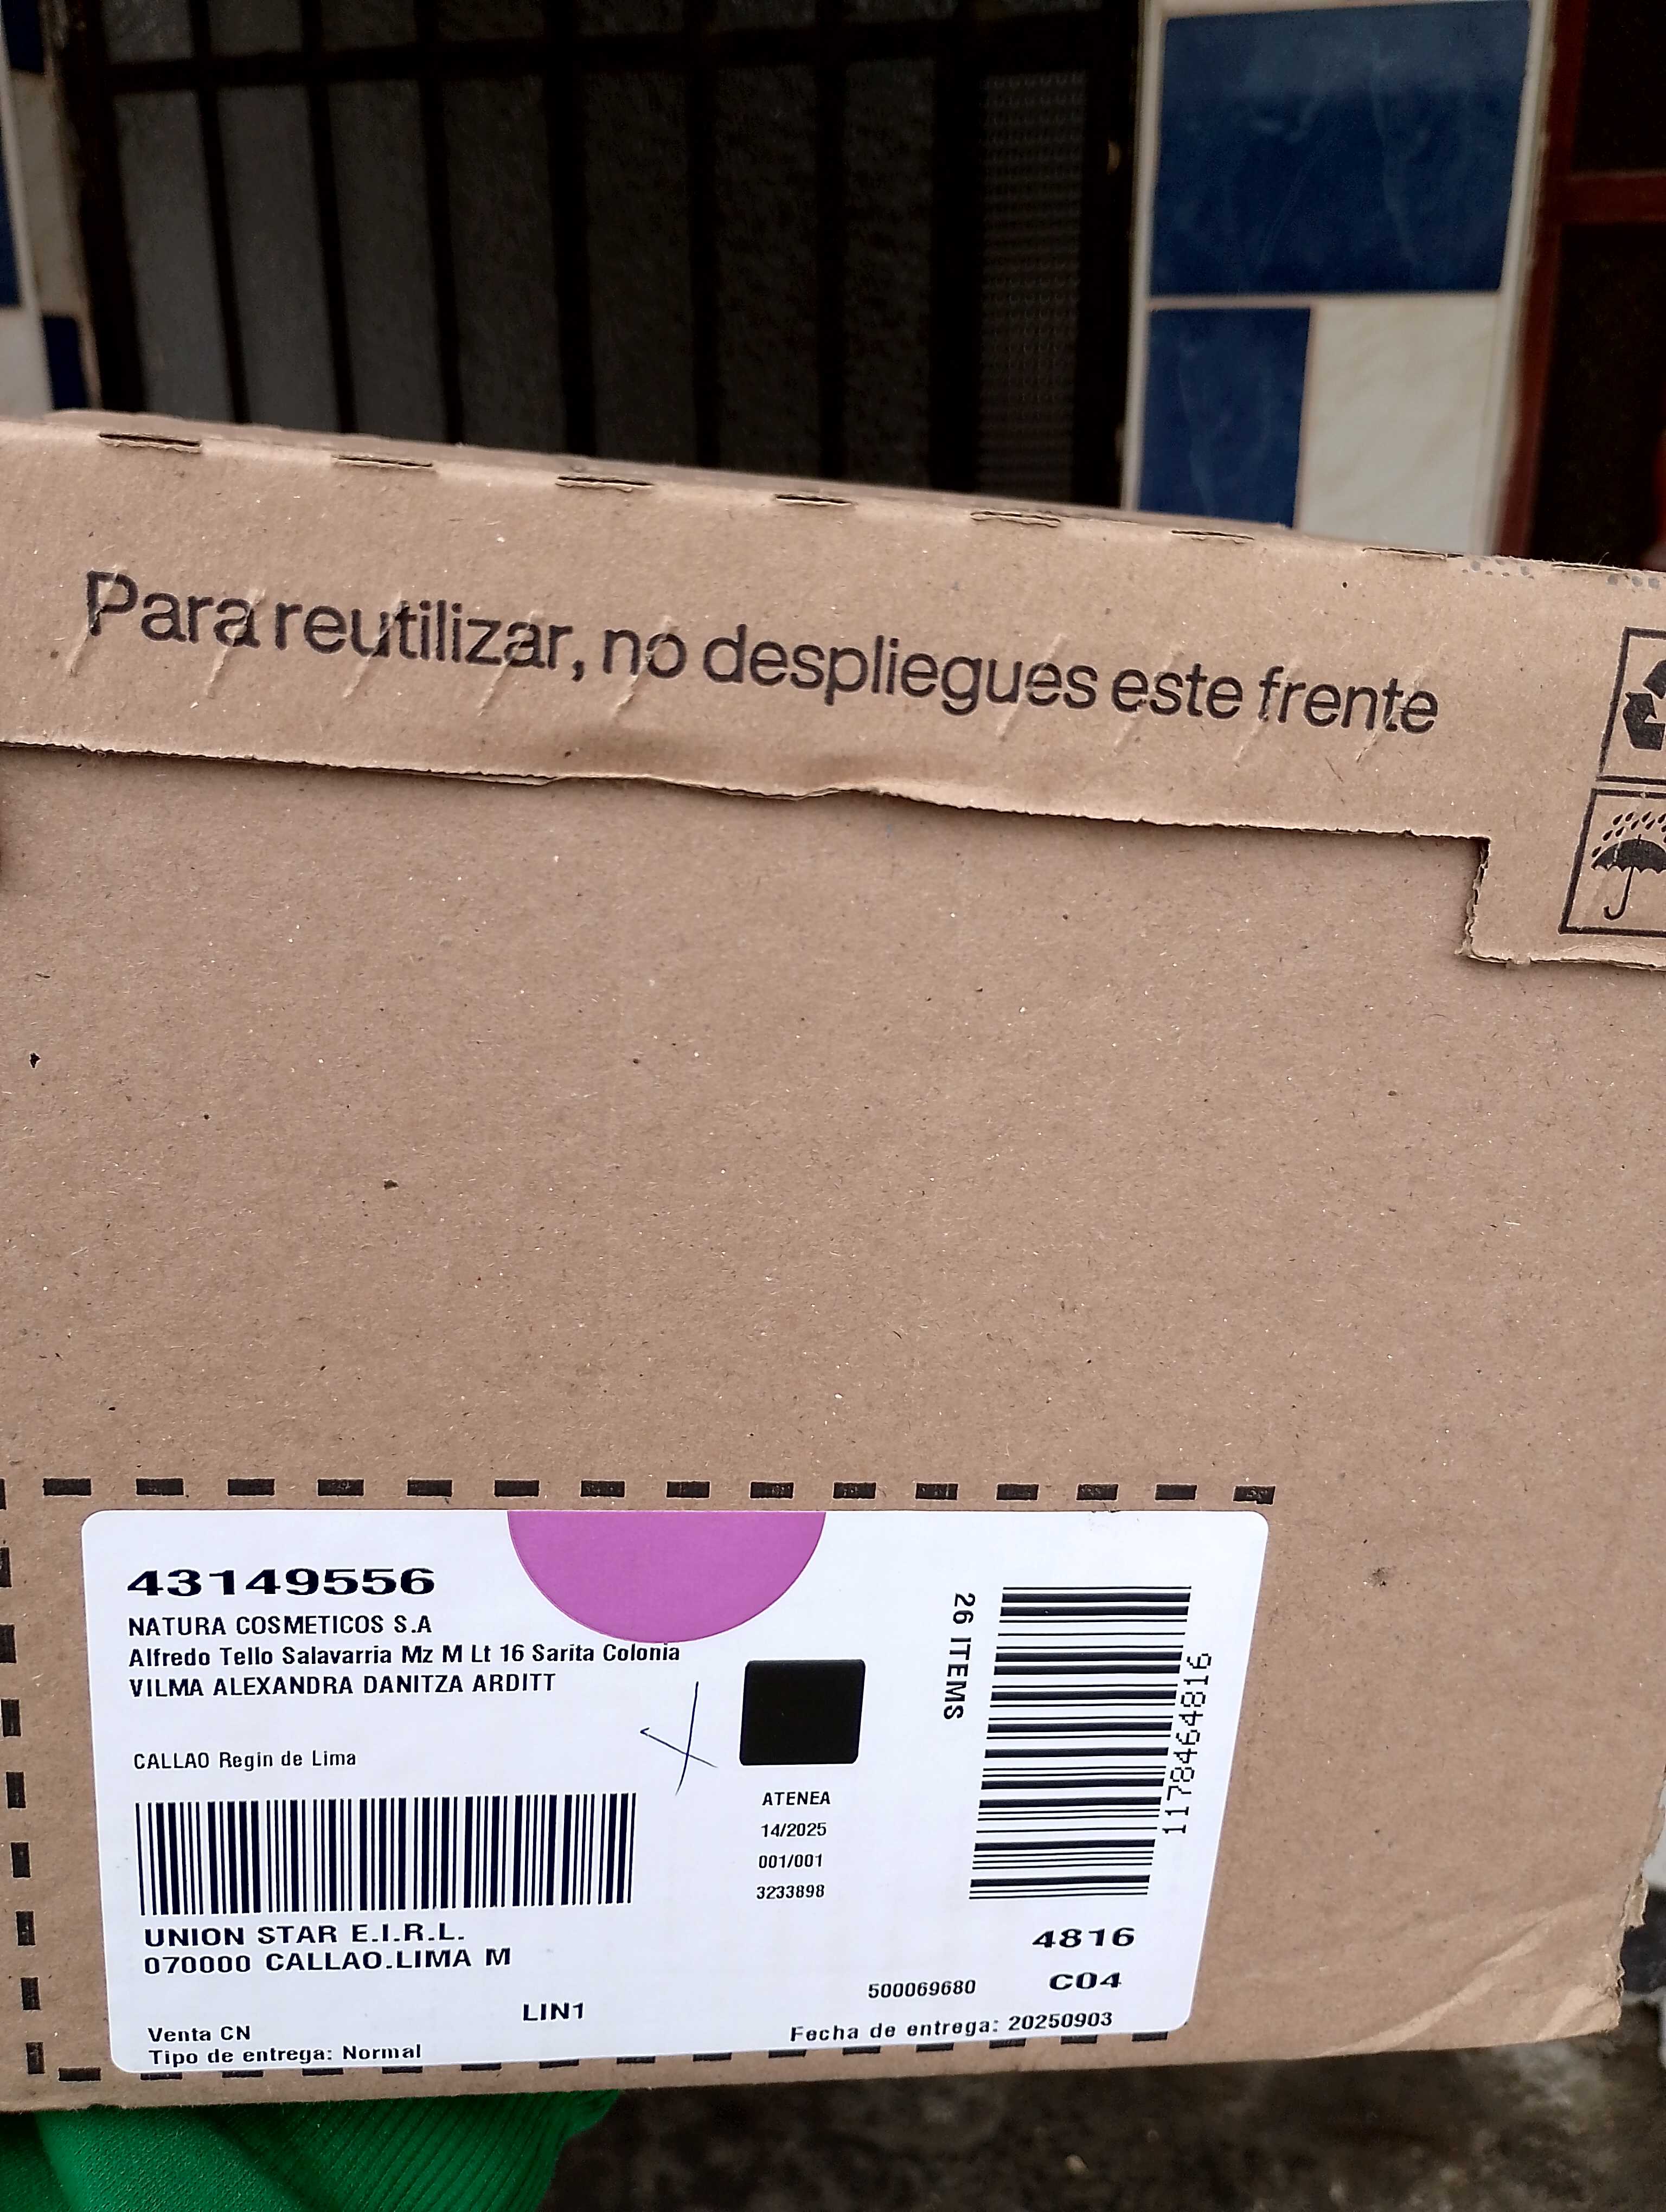 Para reutilizar, no despliegues este frente
43149556
NATURA COSMETICOS S.A
Alfredo Tello Salavarria Mz M Lt 16 Sarita Colonia
VILMA ALEXANDRA DANITZA ARDITT
CALLAO Regin de Lima
UNION STAR E.I.R.L.
070000 CALLAO.LIMA M
LIN1
Venta CN
Tipo de entrega: Normal
ATENEA
14/2025
001/001
3233898
26 ITEMS
1178464816
4816
C04
500069680
Fecha de entrega: 20250903